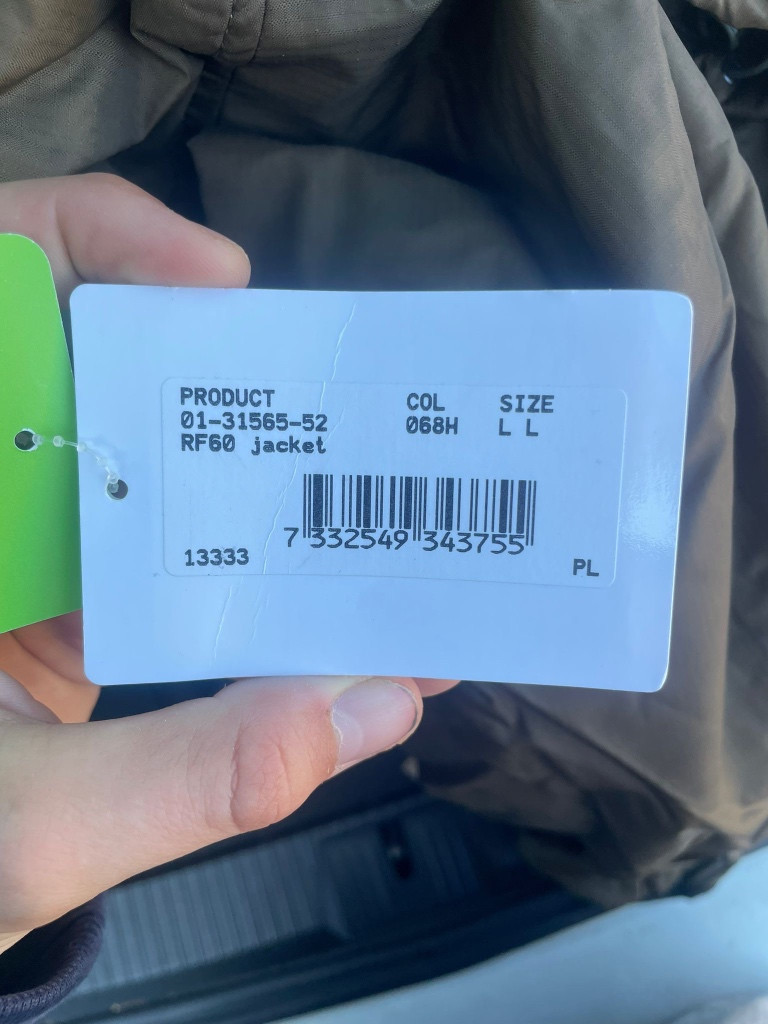 PRODUCT COL SIZE
01-31565-52 068H L L
RF60 jacket
7 332549 343755
13333 PL